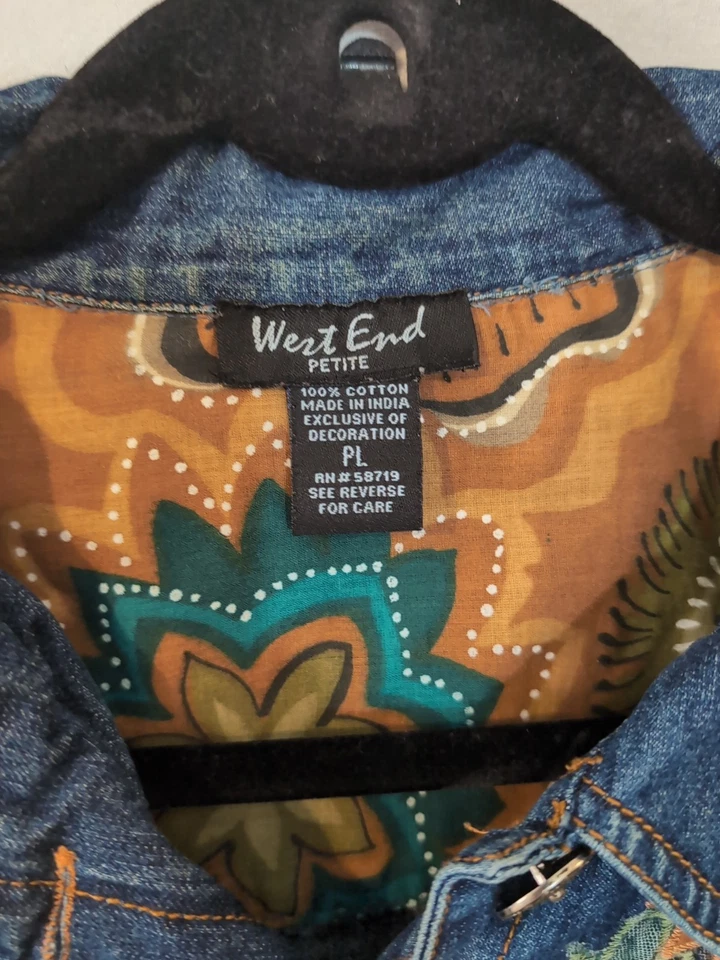 West End
PETITE
100% COTTON
MADE IN INDIA
EXCLUSIVE OF
DECORATION
PL
RN#58719
SEE REVERSE
FOR CARE